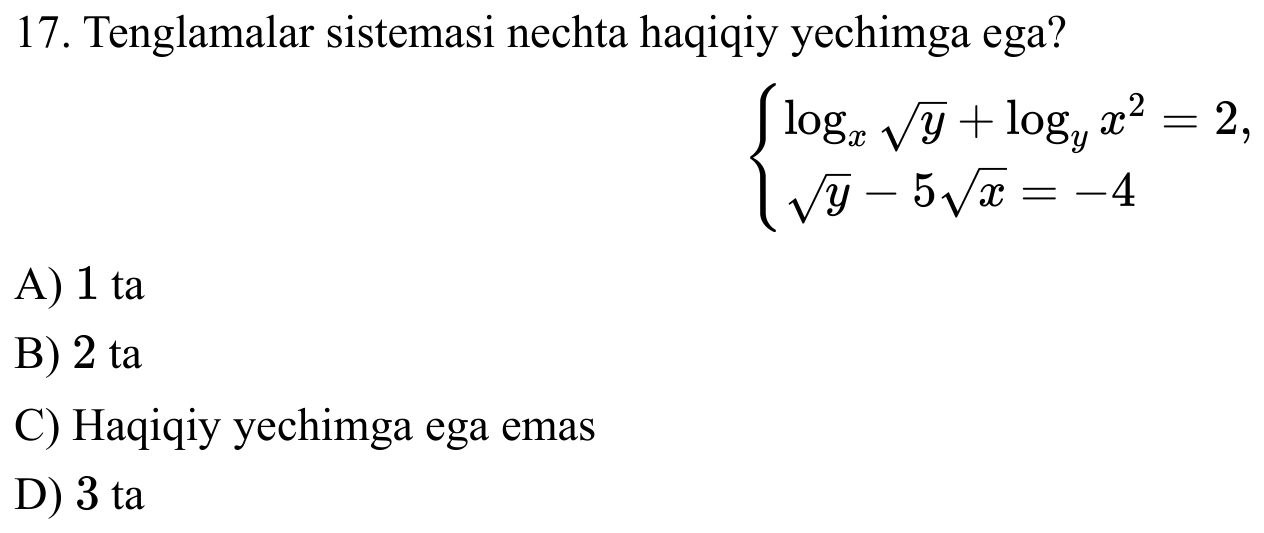 17. Tenglamalar sistemasi nechta haqiqiy yechimga ega?
{ logₓ √y + log_y x² = 2,
√y − 5√x = −4
A) 1 ta
B) 2 ta
C) Haqiqiy yechimga ega emas
D) 3 ta